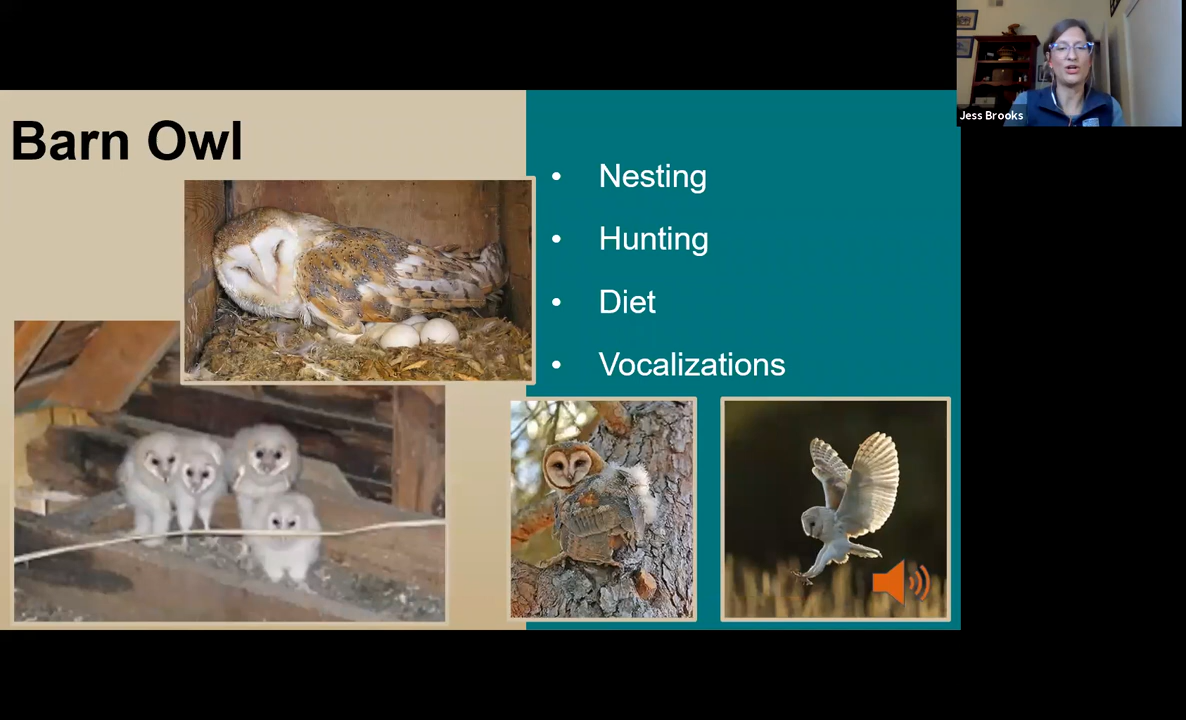 Barn Owl
• Nesting
• Hunting
• Diet
• Vocalizations
Jess Brooks